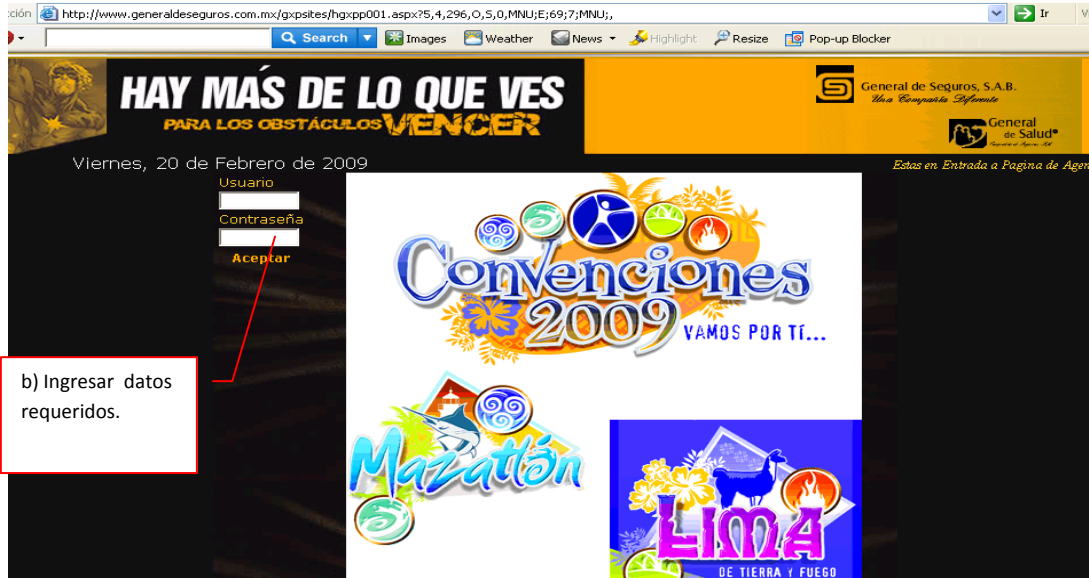 cción http://www.generaldeseguros.com.mx/gxpsites/hgxpp001.aspx?5,4,296,O,S,0,MNU;E;69;7;MNU;, Ir
Search Images Weather News Highlight Resize Pop-up Blocker
HAY MÁS DE LO QUE VES
PARA LOS OBSTÁCULOS VENCER
General de Seguros, S.A.B.
Una Compañía Diferente
General
de Salud
Viernes, 20 de Febrero de 2009
Estas en Entrada a Pagina de Agen
Usuario
Contraseña
Aceptar
Convenciones
2009 VAMOS POR TÍ...
b) Ingresar datos
requeridos.
Mazatlán
LIMA
DE TIERRA Y FUEGO